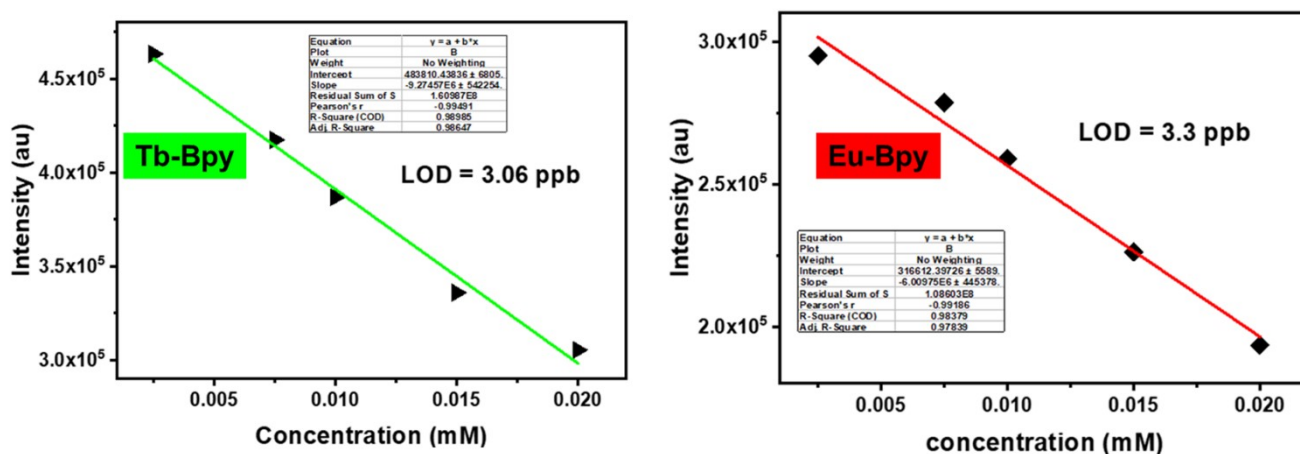 Intensity (au)
4.5x10⁵
4.0x10⁵
3.5x10⁵
3.0x10⁵
Tb-Bpy
Equation y = a + b*x
Plot B
Weight No Weighting
Intercept 483810.43836 ± 6805.
Slope -9.27457E6 ± 542254.
Residual Sum of S 1.60987E8
Pearson's r -0.99491
R-Square (COD) 0.98985
Adj. R-Square 0.98647
LOD = 3.06 ppb
0.005 0.010 0.015 0.020
Concentration (mM)
Intensity (au)
3.0x10⁵
2.5x10⁵
2.0x10⁵
Eu-Bpy
LOD = 3.3 ppb
Equation y = a + b*x
Plot B
Weight No Weighting
Intercept 316612.39726 ± 5589.
Slope -6.00975E6 ± 445378.
Residual Sum of S 1.08603E8
Pearson's r -0.99186
R-Square (COD) 0.98379
Adj. R-Square 0.97839
0.005 0.010 0.015 0.020
concentration (mM)